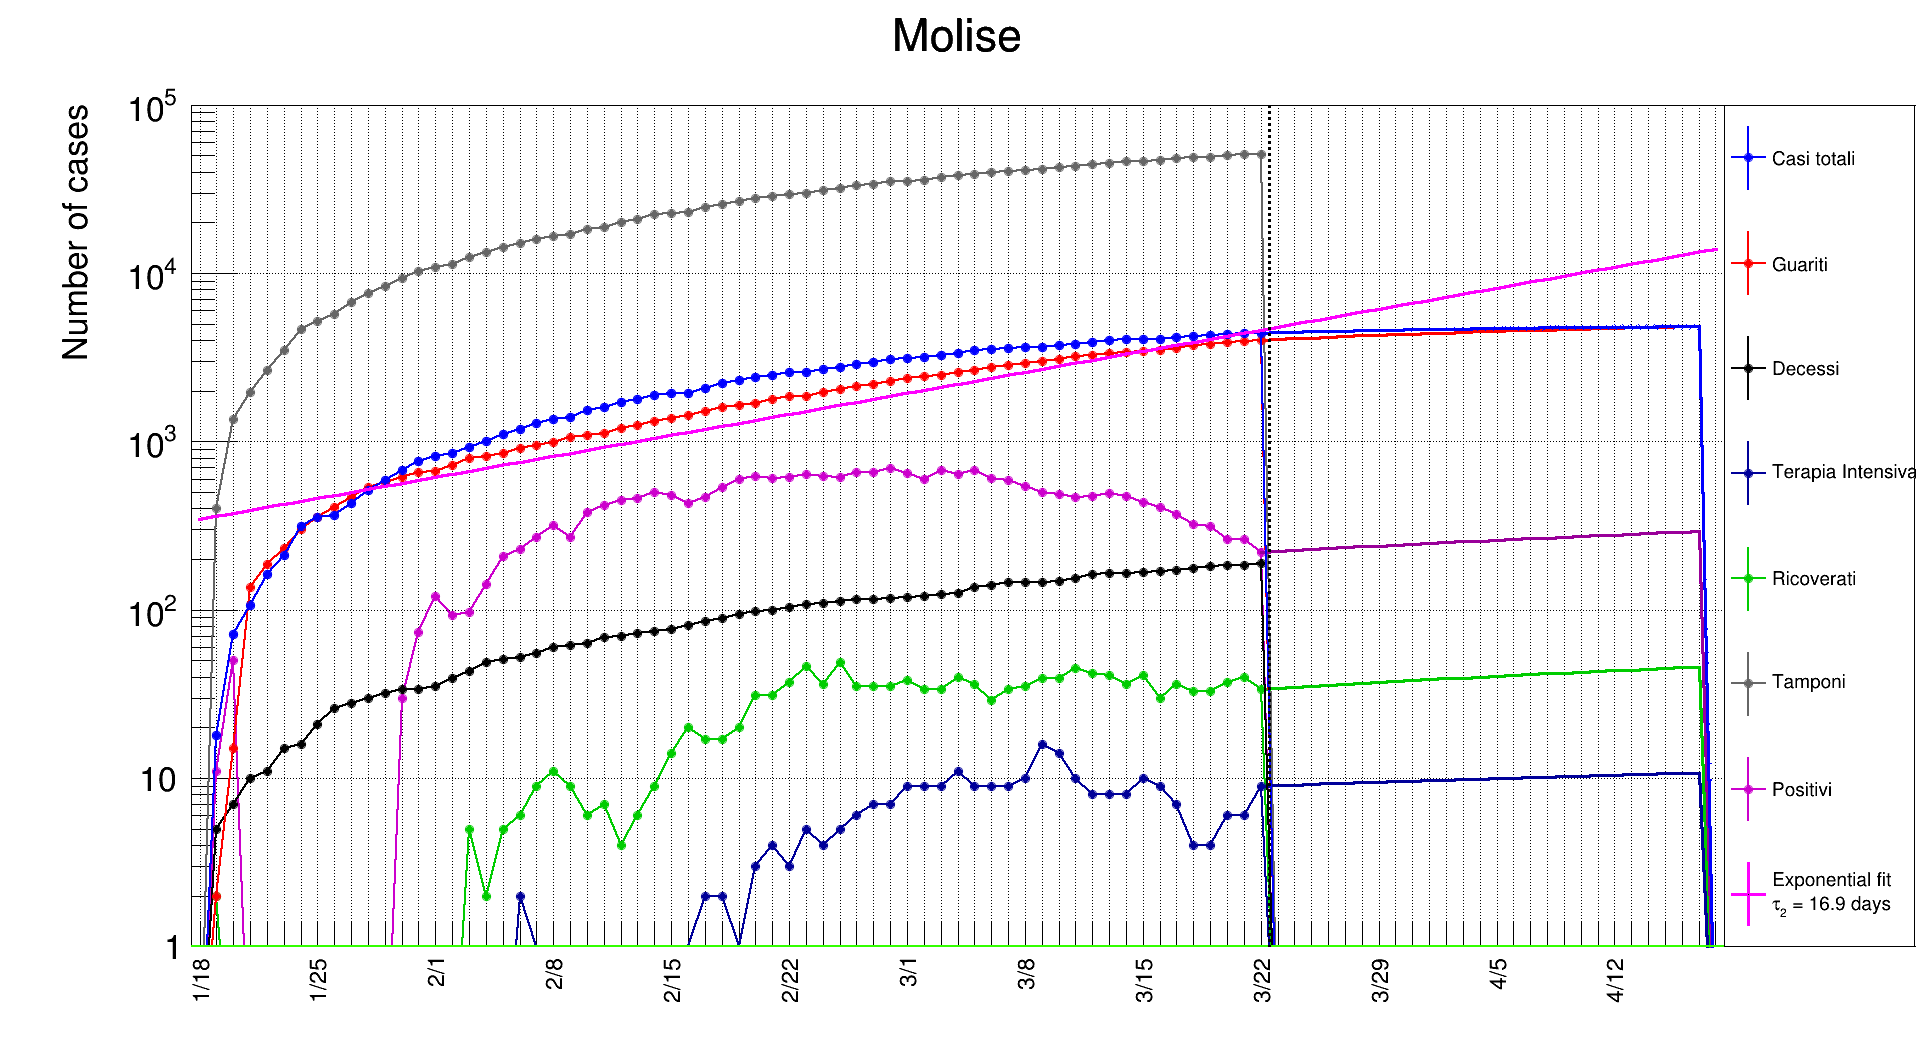 Molise
Number of cases
10^5
10^4
10^3
10^2
10
1
1/18
1/25
2/1
2/8
2/15
2/22
3/1
3/8
3/15
3/22
3/29
4/5
4/12
Casi totali
Guariti
Decessi
Terapia Intensiva
Ricoverati
Tamponi
Positivi
Exponential fit
τ_2 = 16.9 days